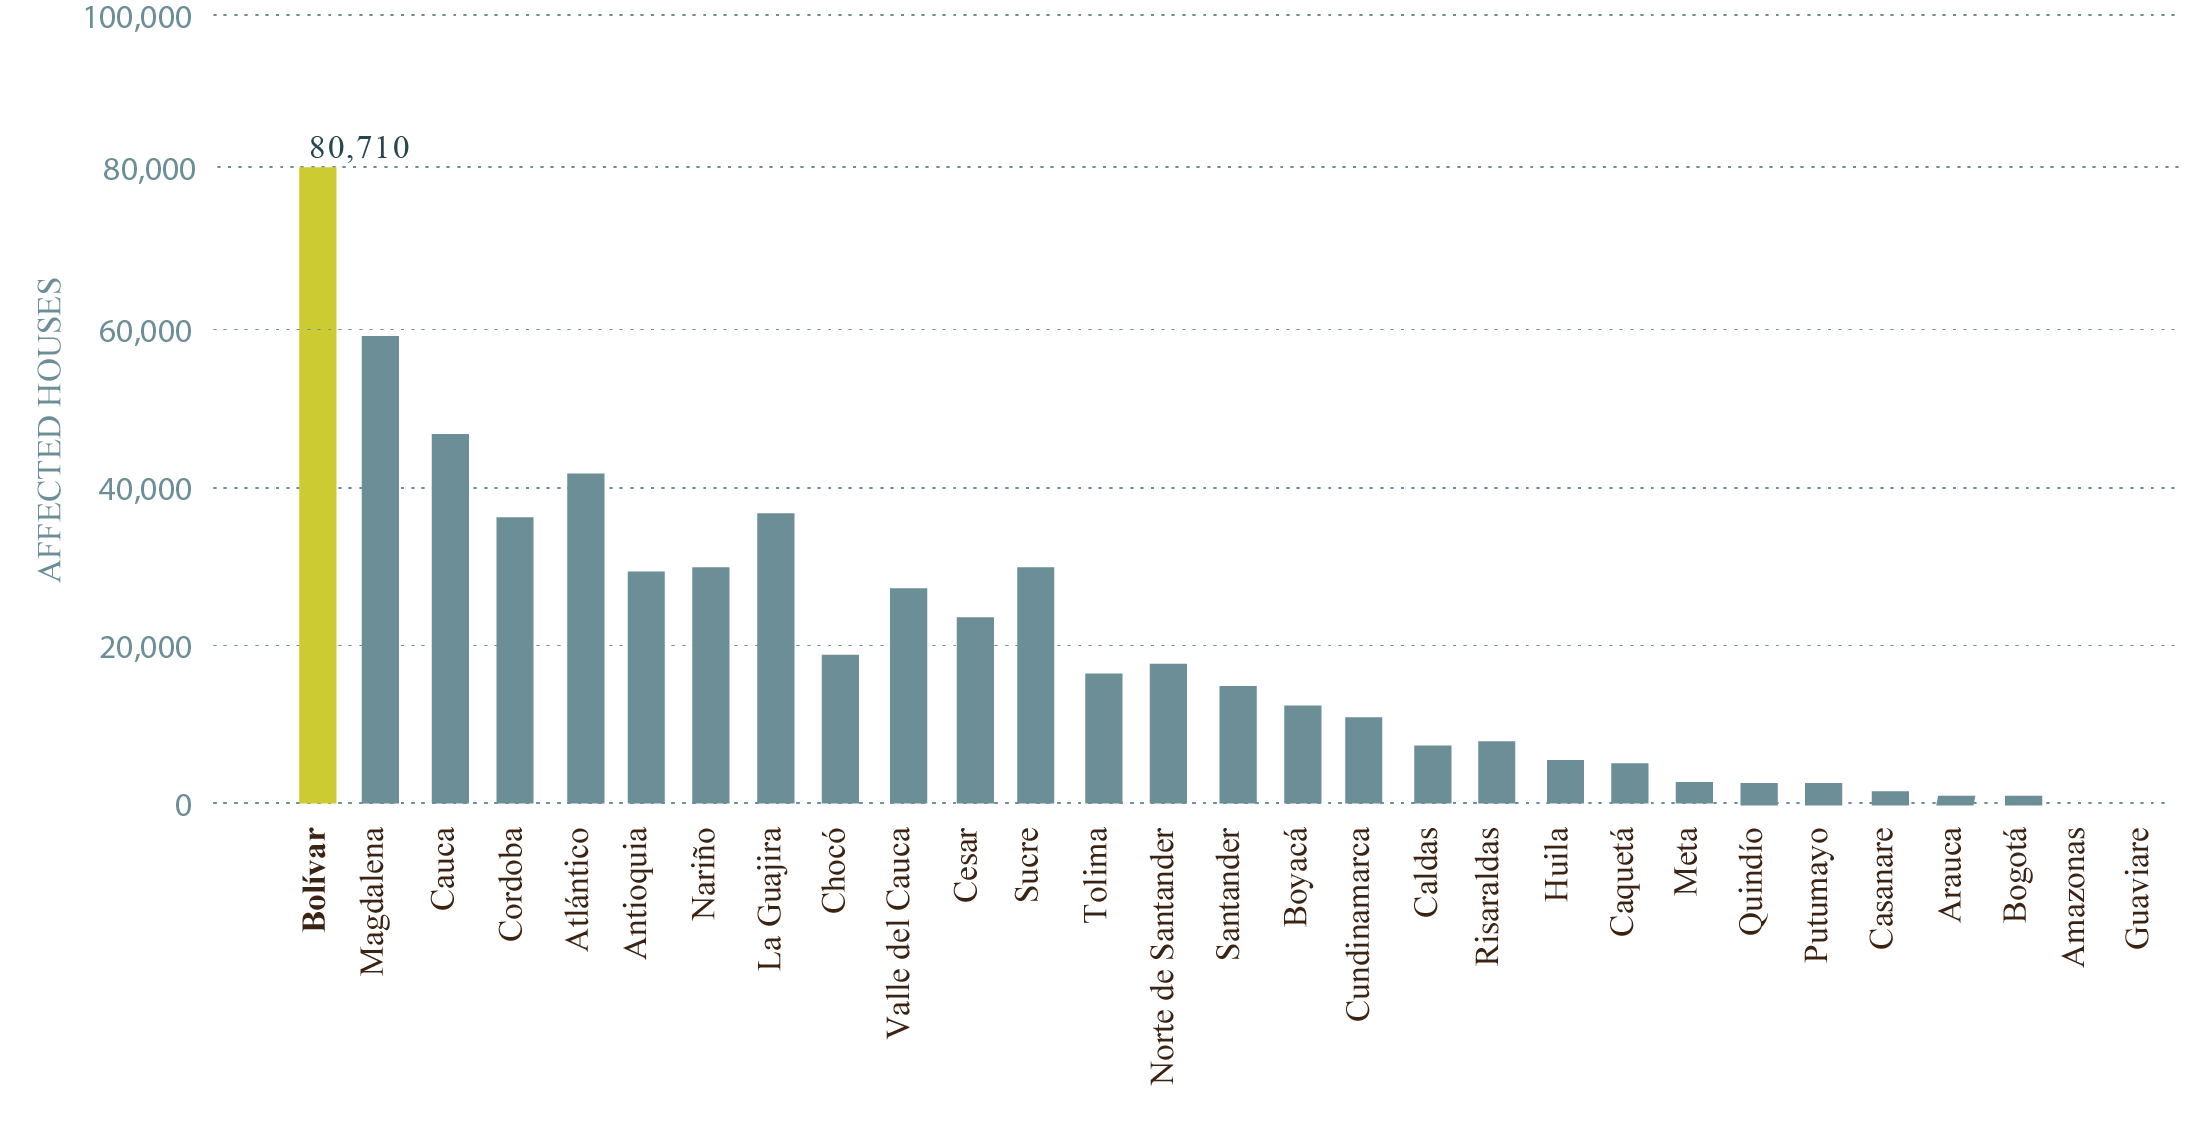 100,000
80,710
80,000
60,000
40,000
20,000
0
AFFECTED HOUSES
Bolívar
Magdalena
Cauca
Cordoba
Atlántico
Antioquia
Nariño
La Guajira
Chocó
Valle del Cauca
Cesar
Sucre
Tolima
Norte de Santander
Santander
Boyacá
Cundinamarca
Caldas
Risaraldas
Huila
Caquetá
Meta
Quindío
Putumayo
Casanare
Arauca
Bogotá
Amazonas
Guaviare